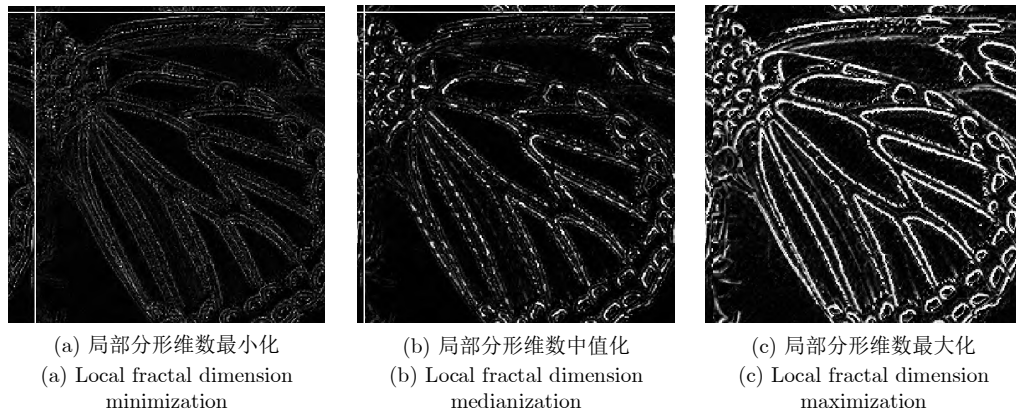 (a) 局部分形维数最小化
(a) Local fractal dimension
minimization
(b) 局部分形维数中值化
(b) Local fractal dimension
medianization
(c) 局部分形维数最大化
(c) Local fractal dimension
maximization